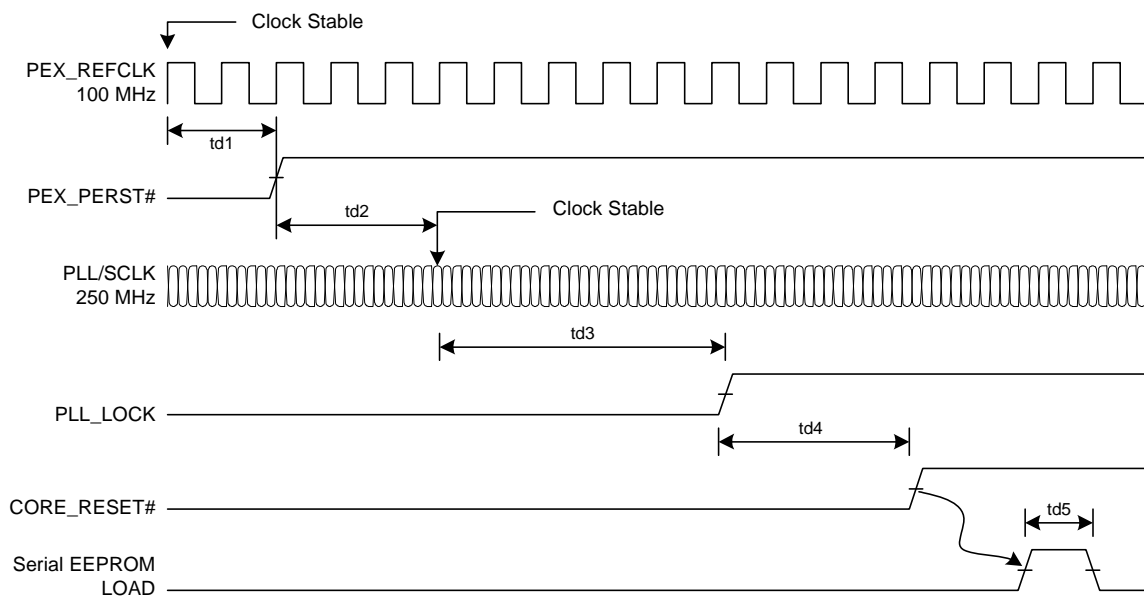 Clock Stable
PEX_REFCLK
100 MHz
td1
PEX_PERST#
td2
Clock Stable
PLL/SCLK
250 MHz
td3
PLL_LOCK
td4
CORE_RESET#
td5
Serial EEPROM
LOAD